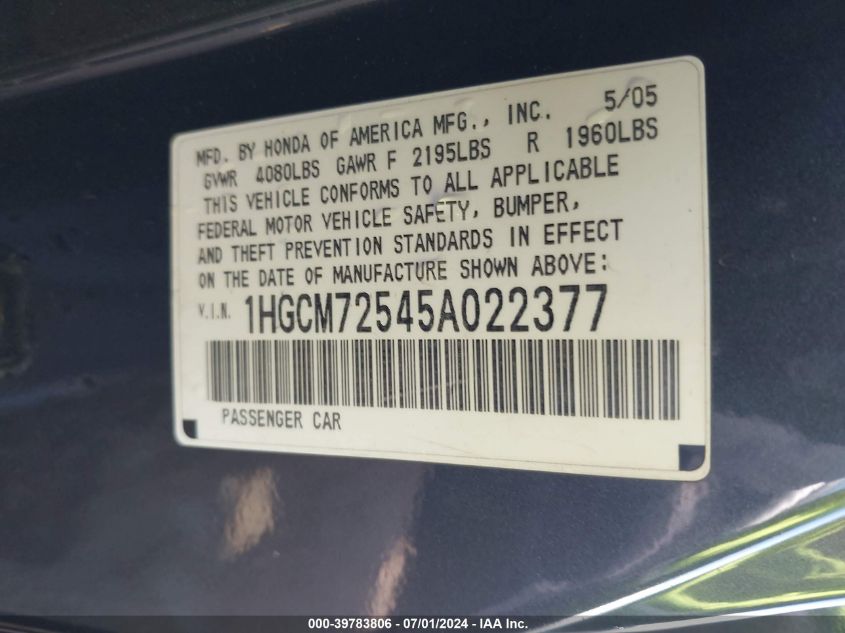 MFD. BY HONDA OF AMERICA MFG., INC. 5/05
GVWR 4080LBS GAWR F 2195LBS R 1960LBS
THIS VEHICLE CONFORMS TO ALL APPLICABLE
FEDERAL MOTOR VEHICLE SAFETY, BUMPER,
AND THEFT PREVENTION STANDARDS IN EFFECT
ON THE DATE OF MANUFACTURE SHOWN ABOVE:
V.I.N. 1HGCM72545A022377
PASSENGER CAR
000-39783806 - 07/01/2024 - IAA Inc.